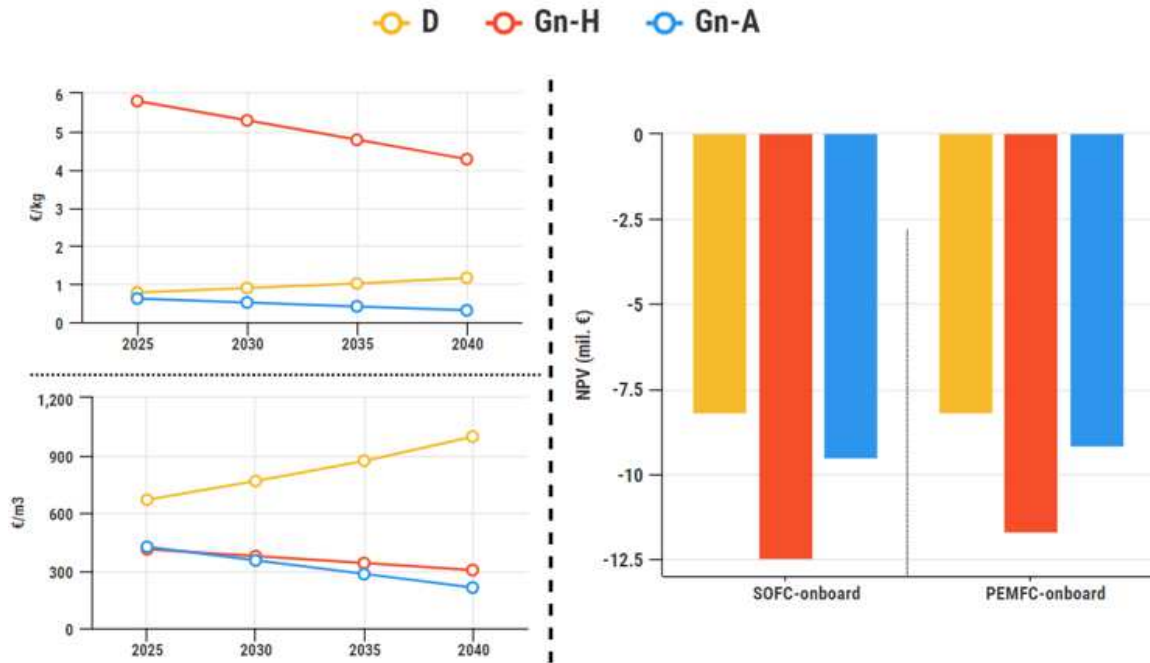 D Gn-H Gn-A
6
5
4
3
2
1
0
€/kg
2025 2030 2035 2040
1,200
900
600
300
0
€/m3
2025 2030 2035 2040
0
-2.5
-5
-7.5
-10
-12.5
NPV (mil. €)
SOFC-onboard PEMFC-onboard